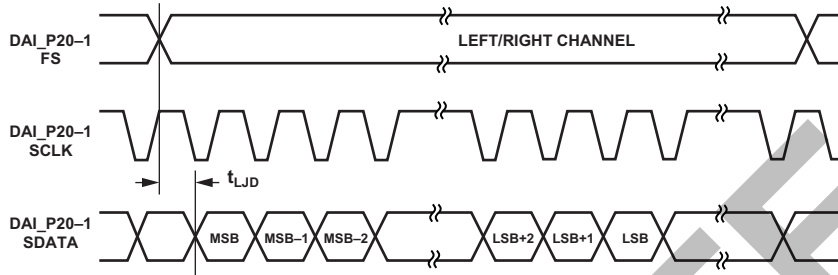 DAI_P20–1
FS
LEFT/RIGHT CHANNEL
DAI_P20–1
SCLK
tLJD
DAI_P20–1
SDATA
MSB
MSB–1
MSB–2
LSB+2
LSB+1
LSB